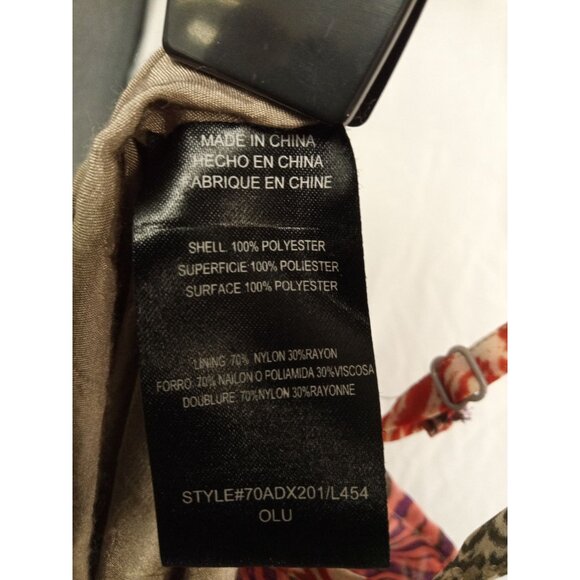 MADE IN CHINA
HECHO EN CHINA
FABRIQUE EN CHINE
SHELL 100% POLYESTER
SUPERFICIE 100% POLIESTER
SURFACE 100% POLYESTER
LINING 70% NYLON 30%RAYON
FORRO 70% NAILON O POLIAMIDA 30%VISCOSA
DOUBLURE 70%NYLON 30%RAYONNE
STYLE#70ADX201/L454
OLU